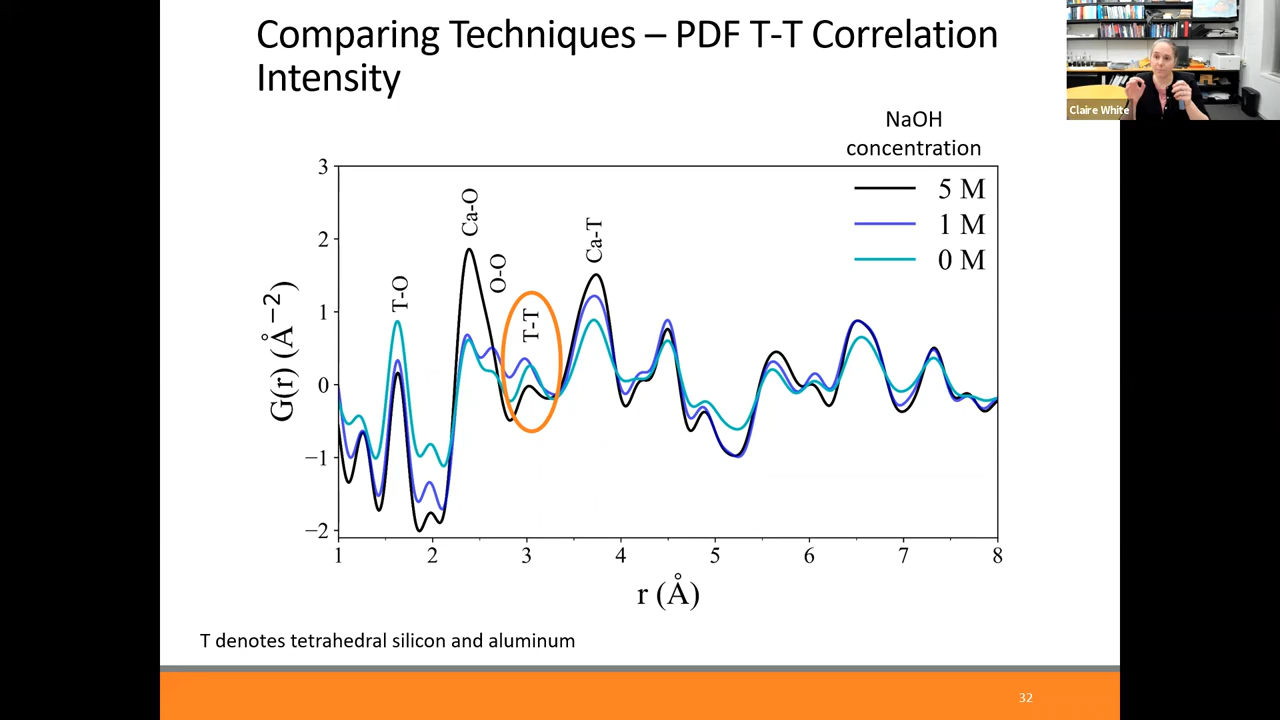 Comparing Techniques – PDF T-T Correlation
Intensity
Claire White
NaOH
concentration
5 M
1 M
0 M
Ca-O
O-O
T-O
T-T
Ca-T
3
2
1
0
−1
−2
G(r) (Å⁻²)
1 2 3 4 5 6 7 8
r (Å)
T denotes tetrahedral silicon and aluminum
32